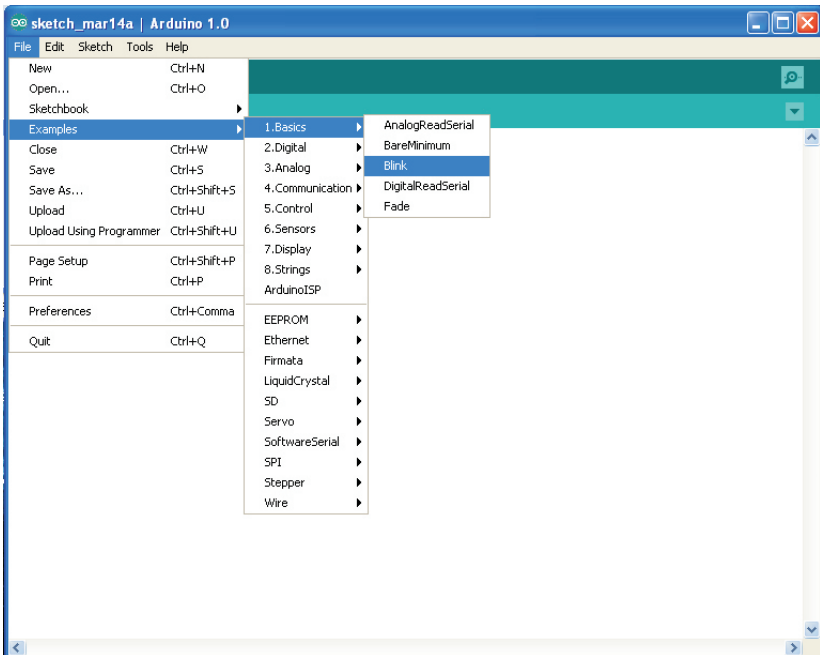 sketch_mar14a | Arduino 1.0
File Edit Sketch Tools Help
New Ctrl+N
Open... Ctrl+O
Sketchbook
Examples
Close Ctrl+W
Save Ctrl+S
Save As... Ctrl+Shift+S
Upload Ctrl+U
Upload Using Programmer Ctrl+Shift+U
Page Setup Ctrl+Shift+P
Print Ctrl+P
Preferences Ctrl+Comma
Quit Ctrl+Q
1.Basics
2.Digital
3.Analog
4.Communication
5.Control
6.Sensors
7.Display
8.Strings
ArduinoISP
EEPROM
Ethernet
Firmata
LiquidCrystal
SD
Servo
SoftwareSerial
SPI
Stepper
Wire
AnalogReadSerial
BareMinimum
Blink
DigitalReadSerial
Fade